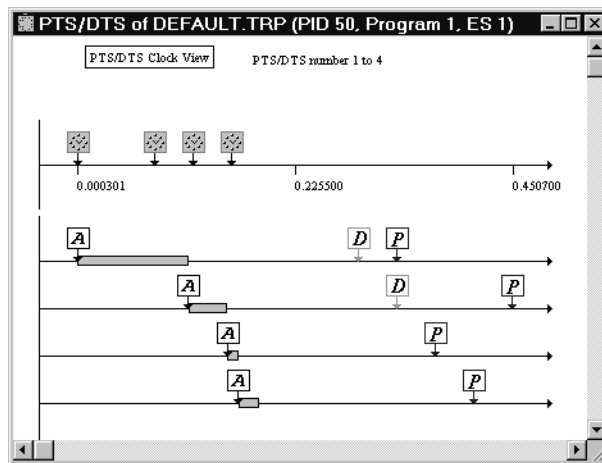 PTS/DTS of DEFAULT.TRP (PID 50, Program 1, ES 1)
PTS/DTS Clock View
PTS/DTS number 1 to 4
0.000301 0.225500 0.450700
A D P
A D P
A P
A P